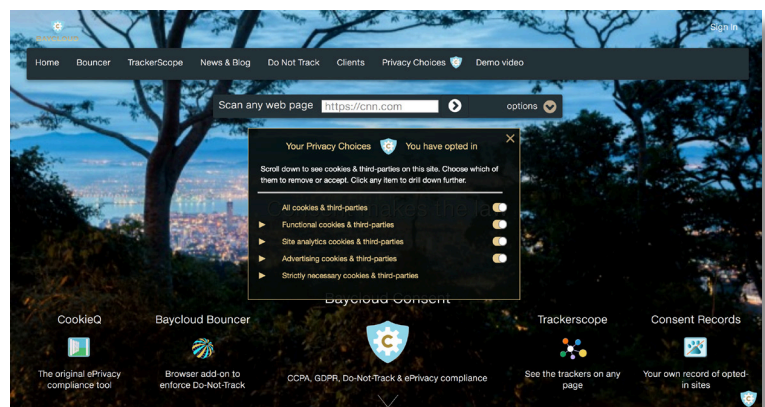 Sign In
Home Bouncer TrackerScope News & Blog Do Not Track Clients Privacy Choices C Demo video
Scan any web page https://cnn.com options
Your Privacy Choices C You have opted in
Scroll down to see cookies & third-parties on this site. Choose which of
them to remove or accept. Click any item to drill down further.
All cookies & third-parties
Functional cookies & third-parties
Site analytics cookies & third-parties
Advertising cookies & third-parties
Strictly necessary cookies & third-parties
Baycloud Consent
CookieQ Baycloud Bouncer Trackerscope Consent Records
C
The original ePrivacy
compliance tool
Browser add-on to
enforce Do-Not-Track
CCPA, GDPR, Do-Not-Track & ePrivacy compliance
See the trackers on any
page
Your own record of opted-
in sites